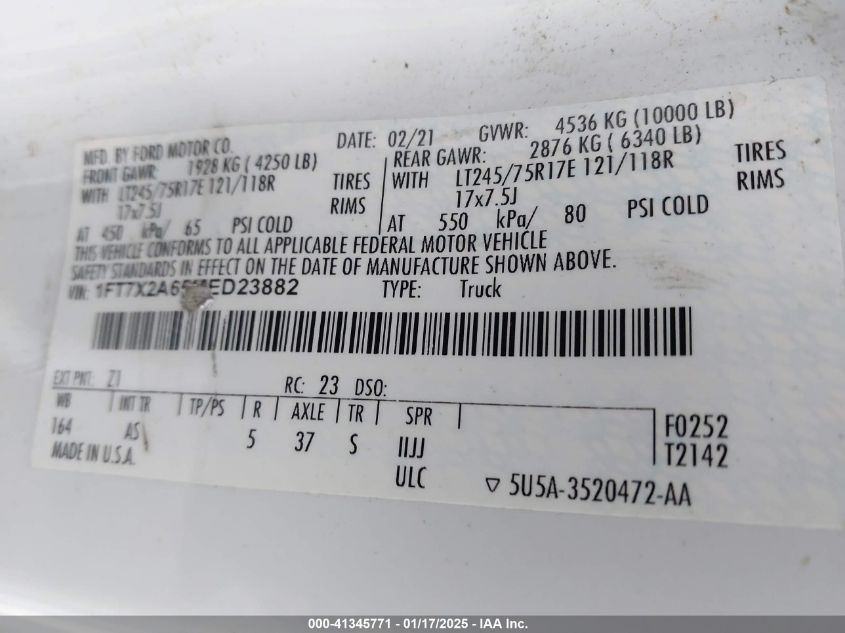 MFD. BY FORD MOTOR CO.
DATE: 02/21 GVWR: 4536 KG (10000 LB)
FRONT GAWR: 1928 KG ( 4250 LB)
REAR GAWR: 2876 KG ( 6340 LB)
WITH LT245/75R17E 121/118R TIRES
WITH LT245/75R17E 121/118R TIRES
17x7.5J RIMS
17x7.5J RIMS
AT 450 kPa/ 65 PSI COLD
AT 550 kPa/ 80 PSI COLD
THIS VEHICLE CONFORMS TO ALL APPLICABLE FEDERAL MOTOR VEHICLE
SAFETY STANDARDS IN EFFECT ON THE DATE OF MANUFACTURE SHOWN ABOVE.
VIN: TYPE: Truck
EXT PNT: Z1 RC: 23 DSO:
WB INT TR TP/PS R AXLE TR SPR
164 AS 5 37 S IIJJ
F0252
MADE IN U.S.A. ULC
T2142
5U5A-3520472-AA
000-41345771 - 01/17/2025 - IAA Inc.